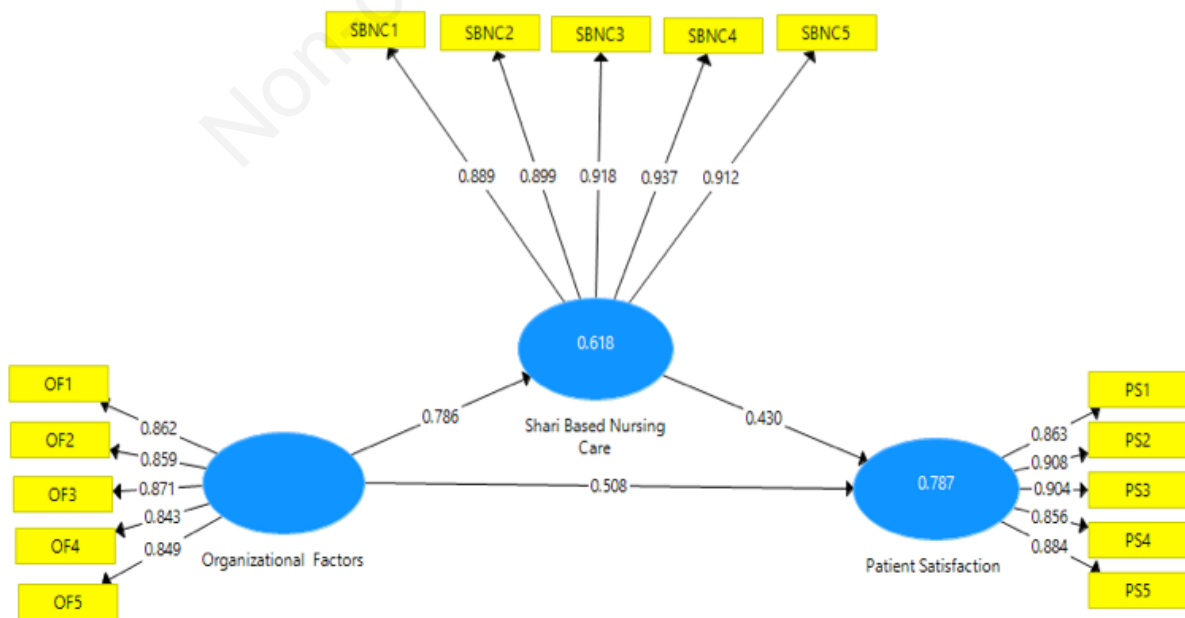 SBNC1
SBNC2
SBNC3
SBNC4
SBNC5
0.889
0.899
0.918
0.937
0.912
0.618
Shari Based Nursing
Care
0.786
0.430
0.508
OF1
OF2
OF3
OF4
OF5
0.862
0.859
0.871
0.843
0.849
Organizational Factors
0.787
Patient Satisfaction
0.863
0.908
0.904
0.856
0.884
PS1
PS2
PS3
PS4
PS5